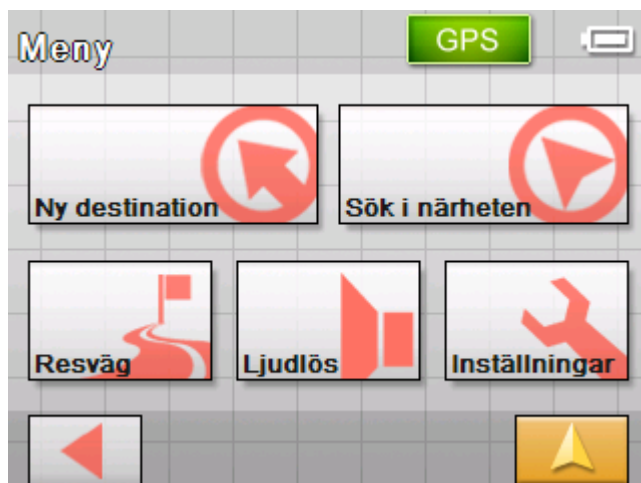 Meny
GPS
Ny destination
Sök i närheten
Resväg
Ljudlös
Inställningar